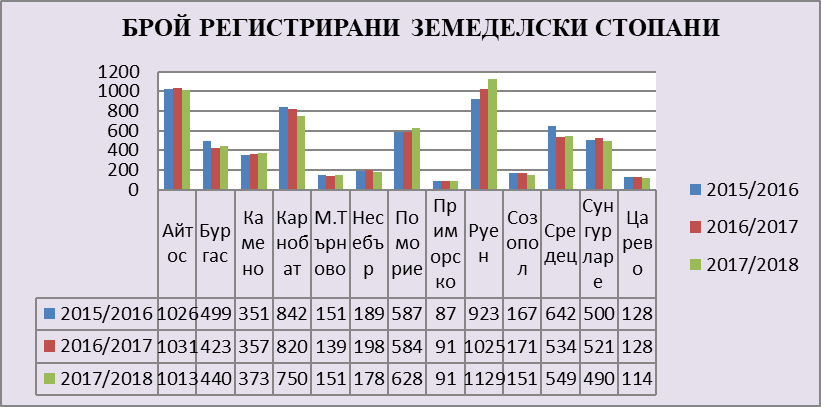 БРОЙ РЕГИСТРИРАНИ ЗЕМЕДЕЛСКИ СТОПАНИ
1200
1000
800
600
400
200
0
Айтос
Бургас
Камено
Карнобат
М.Търново
Несебър
Поморие
Приморско
Руен
Созопол
Средец
Сунгурларе
Царево
2015/2016 1026 499 351 842 151 189 587 87 923 167 642 500 128
2016/2017 1031 423 357 820 139 198 584 91 1025 171 534 521 128
2017/2018 1013 440 373 750 151 178 628 91 1129 151 549 490 114
2015/2016
2016/2017
2017/2018